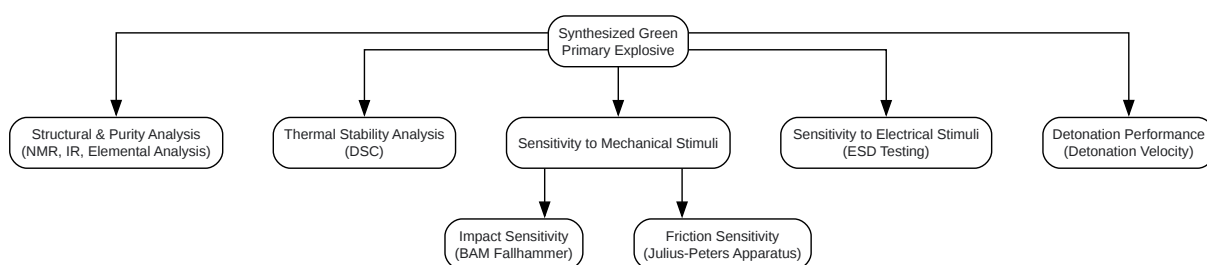 Synthesized Green
Primary Explosive
Structural & Purity Analysis
(NMR, IR, Elemental Analysis)
Thermal Stability Analysis
(DSC)
Sensitivity to Mechanical Stimuli
Sensitivity to Electrical Stimuli
(ESD Testing)
Detonation Performance
(Detonation Velocity)
Impact Sensitivity
(BAM Fallhammer)
Friction Sensitivity
(Julius-Peters Apparatus)